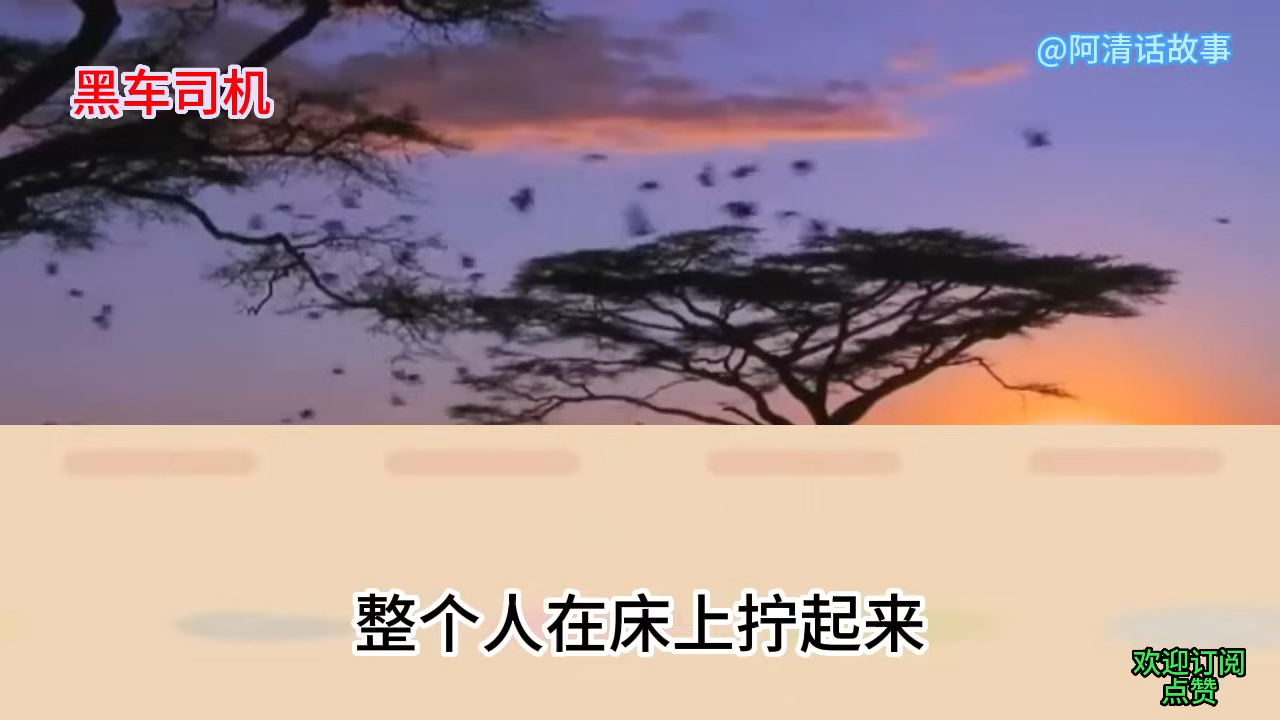 @阿清话故事
黑车司机
整个人在床上拧起来
欢迎订阅
点赞